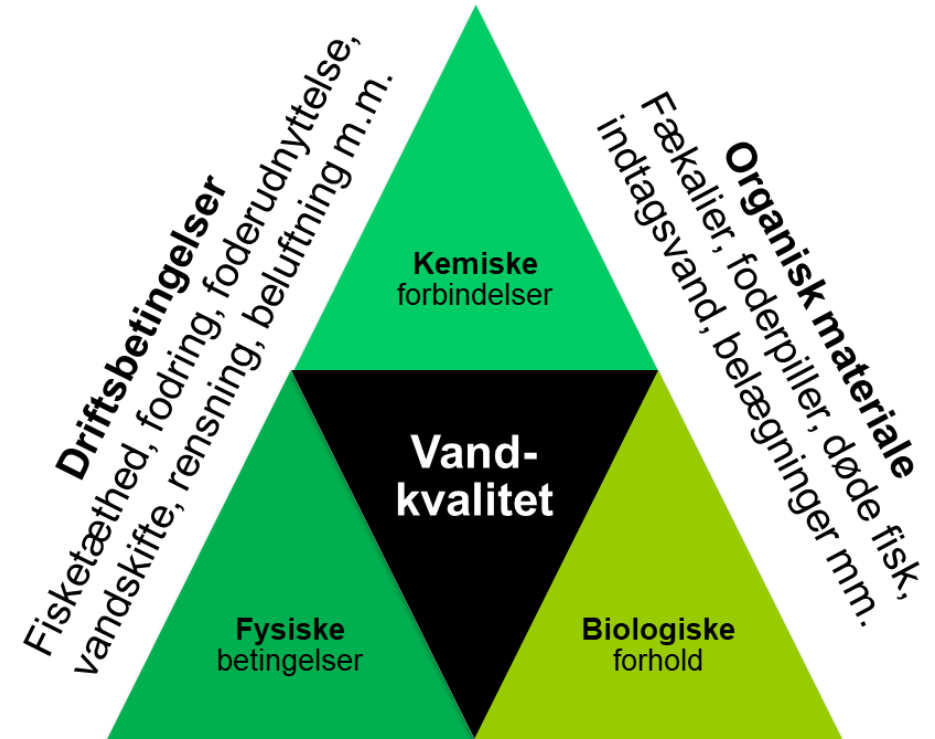 Driftsbetingelser
Fisketæthed, fodring, foderudnyttelse,
vandskifte, rensning, beluftning m.m.
Organisk materiale
Fækalier, foderpiller, døde fisk,
indtagsvand, belægninger mm.
Kemiske
forbindelser
Vand-
kvalitet
Fysiske
betingelser
Biologiske
forhold